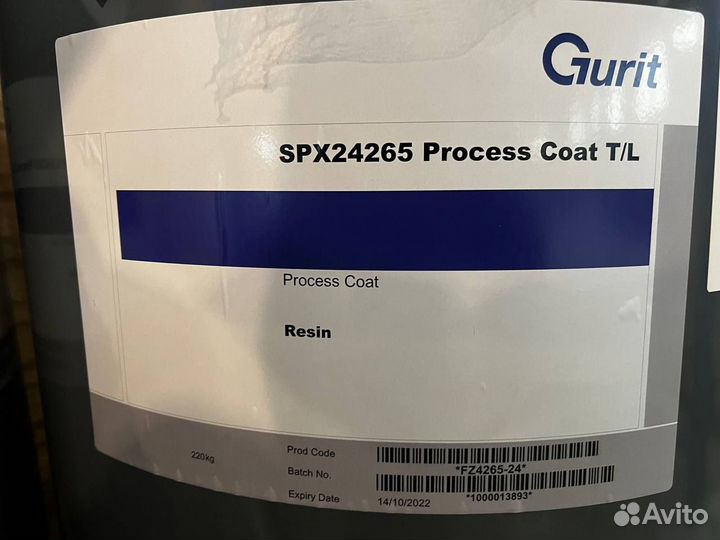 Gurit
SPX24265 Process Coat T/L
Process Coat
Resin
220kg
Prod Code
*FZ4265-24*
Batch No.
*1000013893*
Expiry Date 14/10/2022
Avito